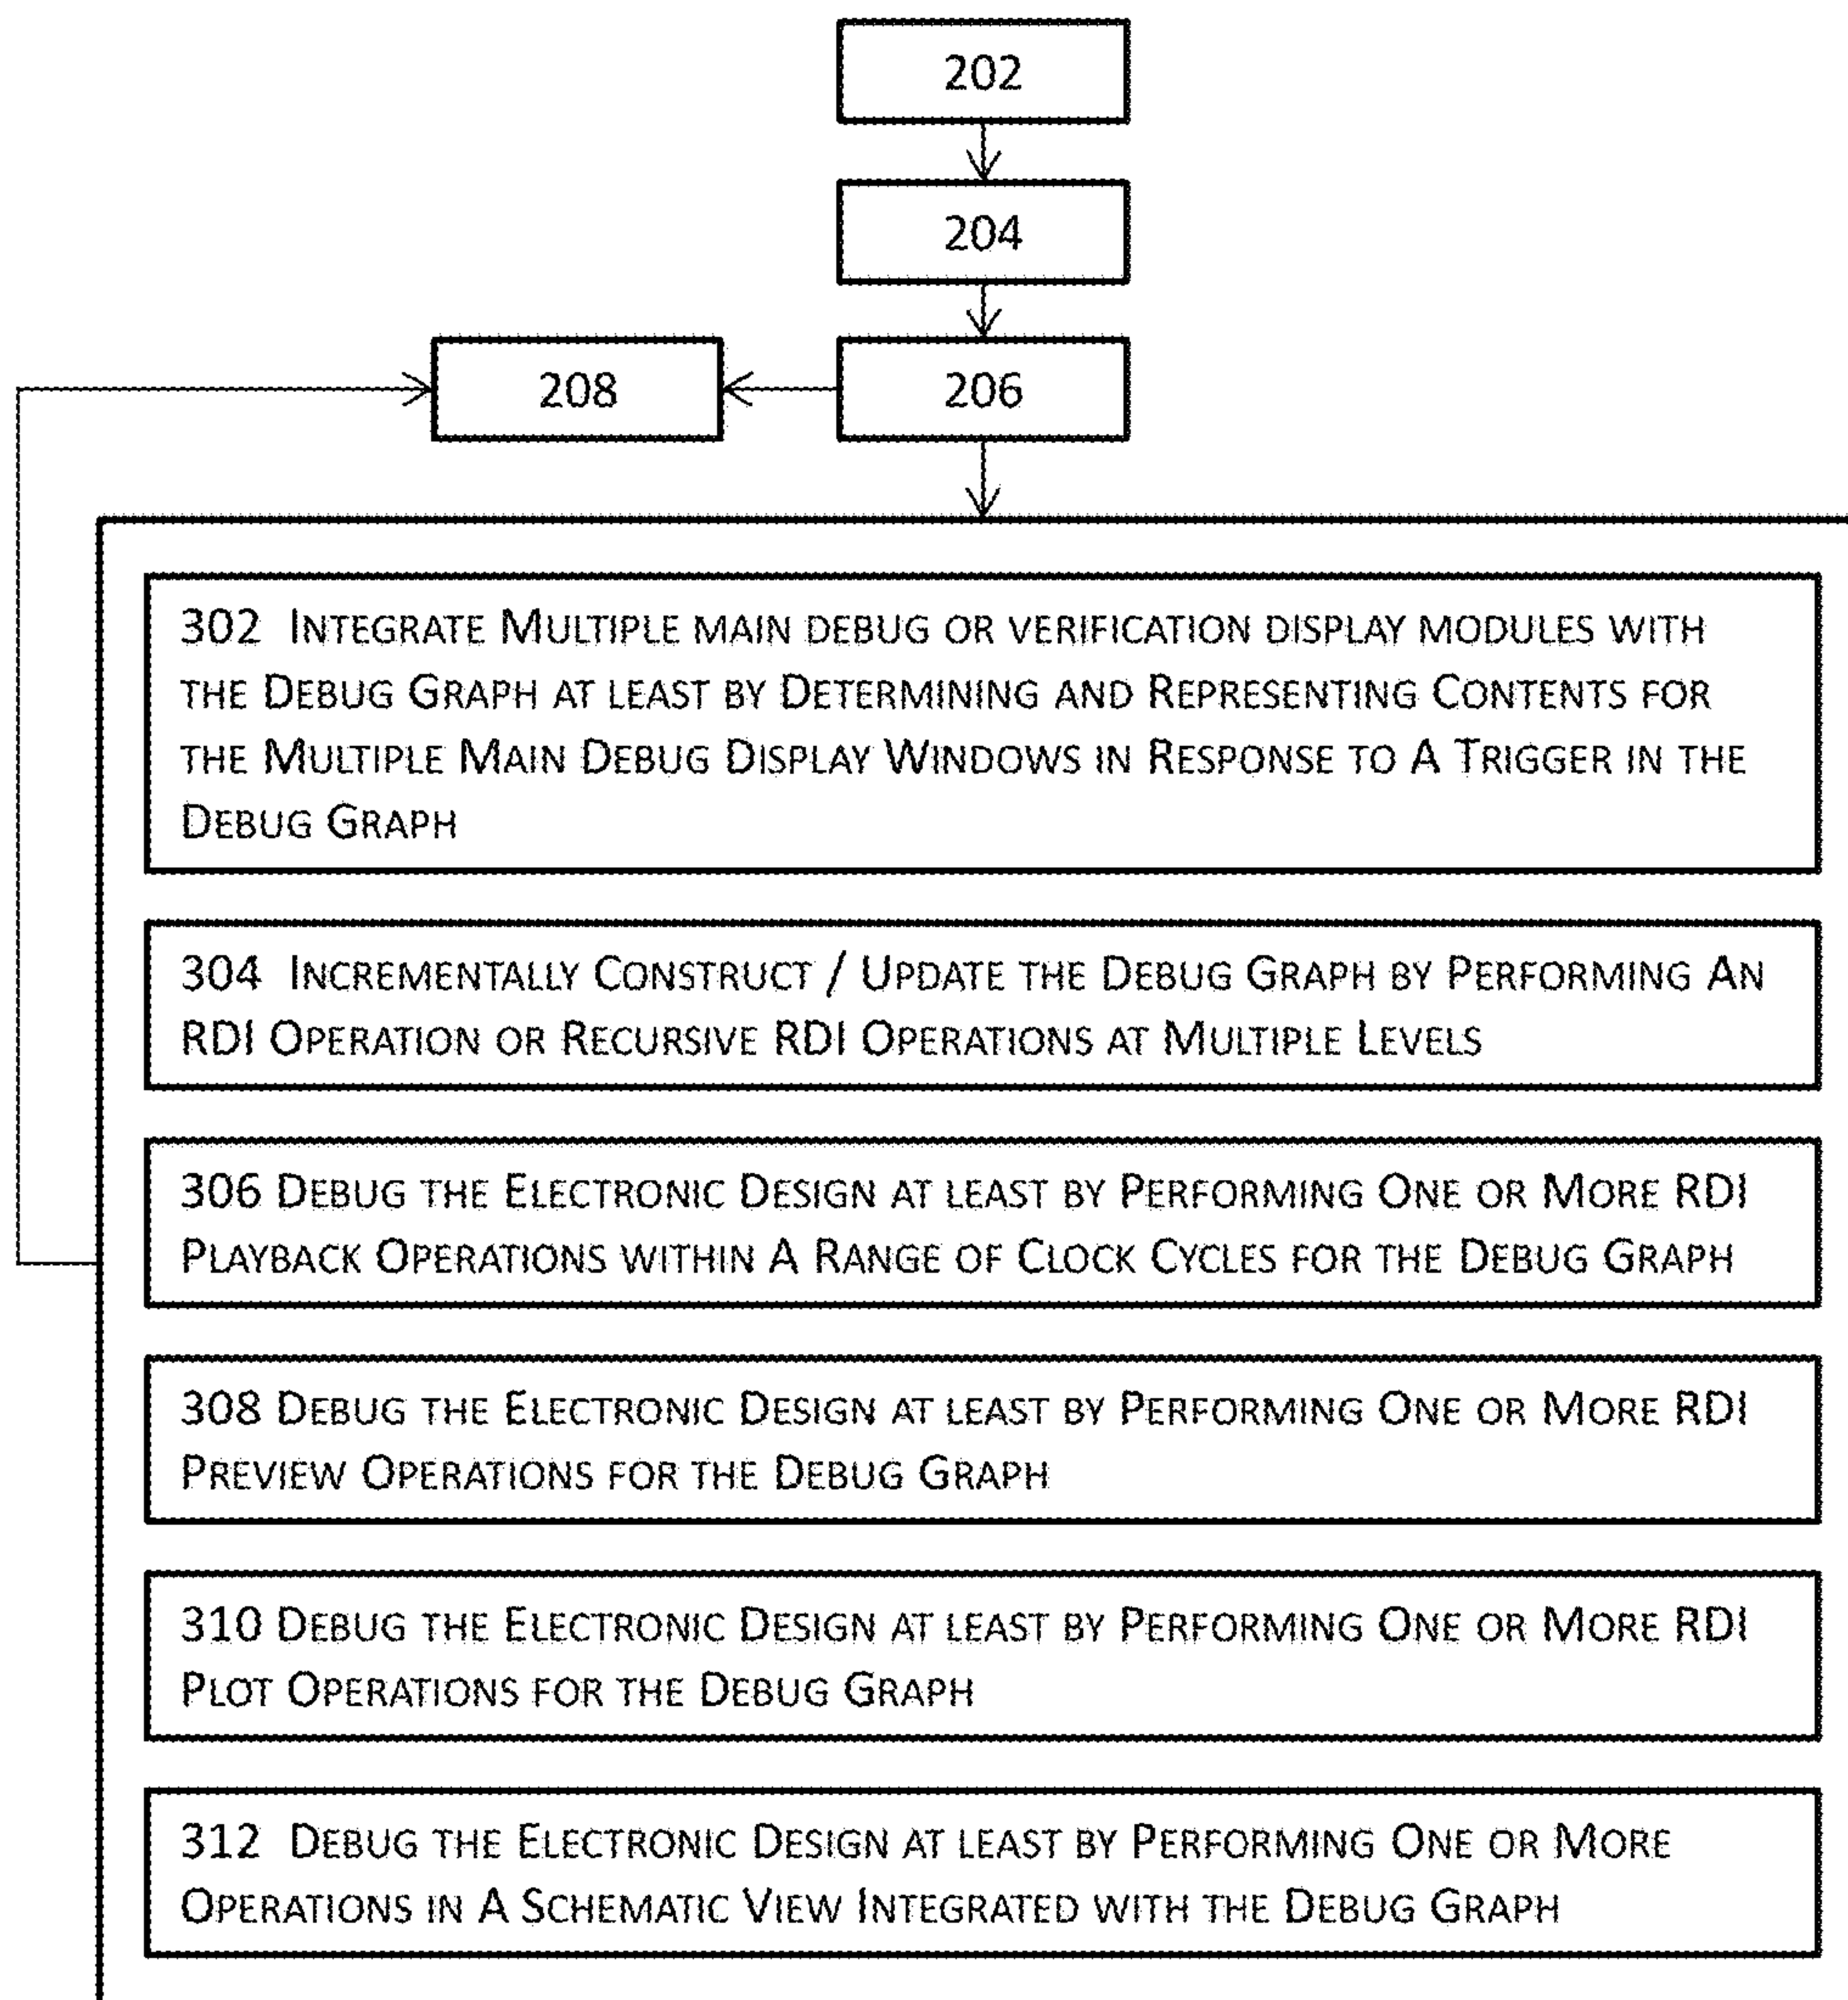 202
204
208
206
302 Integrate Multiple main debug or verification display modules with
the Debug Graph at least by Determining and Representing Contents for
the Multiple Main Debug Display Windows in Response to A Trigger in the
Debug Graph
304 Incrementally Construct / Update the Debug Graph by Performing An
RDI Operation or Recursive RDI Operations at Multiple Levels
306 Debug the Electronic Design at least by Performing One or More RDI
Playback Operations within A Range of Clock Cycles for the Debug Graph
308 Debug the Electronic Design at least by Performing One or More RDI
Preview Operations for the Debug Graph
310 Debug the Electronic Design at least by Performing One or More RDI
Plot Operations for the Debug Graph
312 Debug the Electronic Design at least by Performing One or More
Operations in A Schematic View Integrated with the Debug Graph